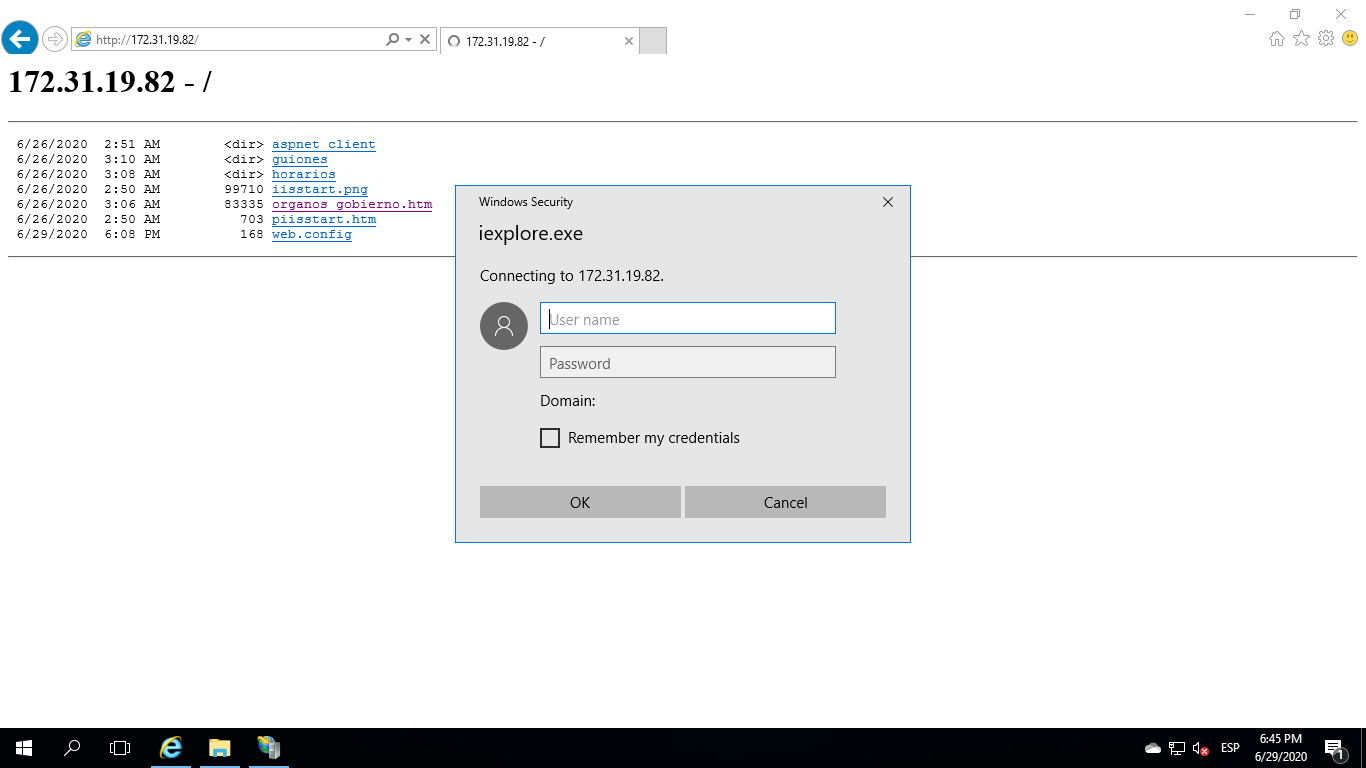 http://172.31.19.82/
172.31.19.82 - /
172.31.19.82 - /
6/26/2020 2:51 AM <dir> aspnet_client
6/26/2020 3:10 AM <dir> guiones
6/26/2020 3:08 AM <dir> horarios
6/26/2020 2:50 AM 99710 iisstart.png
6/26/2020 3:06 AM 83335 organos_gobierno.htm
6/26/2020 2:50 AM 703 piisstart.htm
6/29/2020 6:08 PM 168 web.config
Windows Security
iexplore.exe
Connecting to 172.31.19.82.
User name
Password
Domain:
Remember my credentials
OK Cancel
ESP
6:45 PM
6/29/2020
1